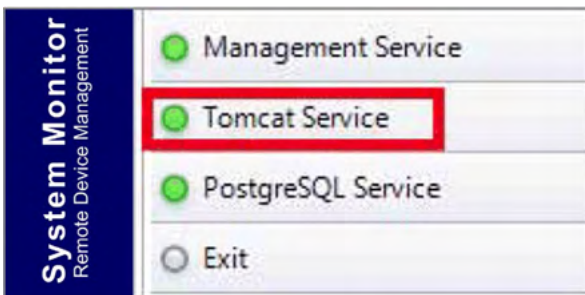 System Monitor
Remote Device Management
Management Service
Tomcat Service
PostgreSQL Service
Exit